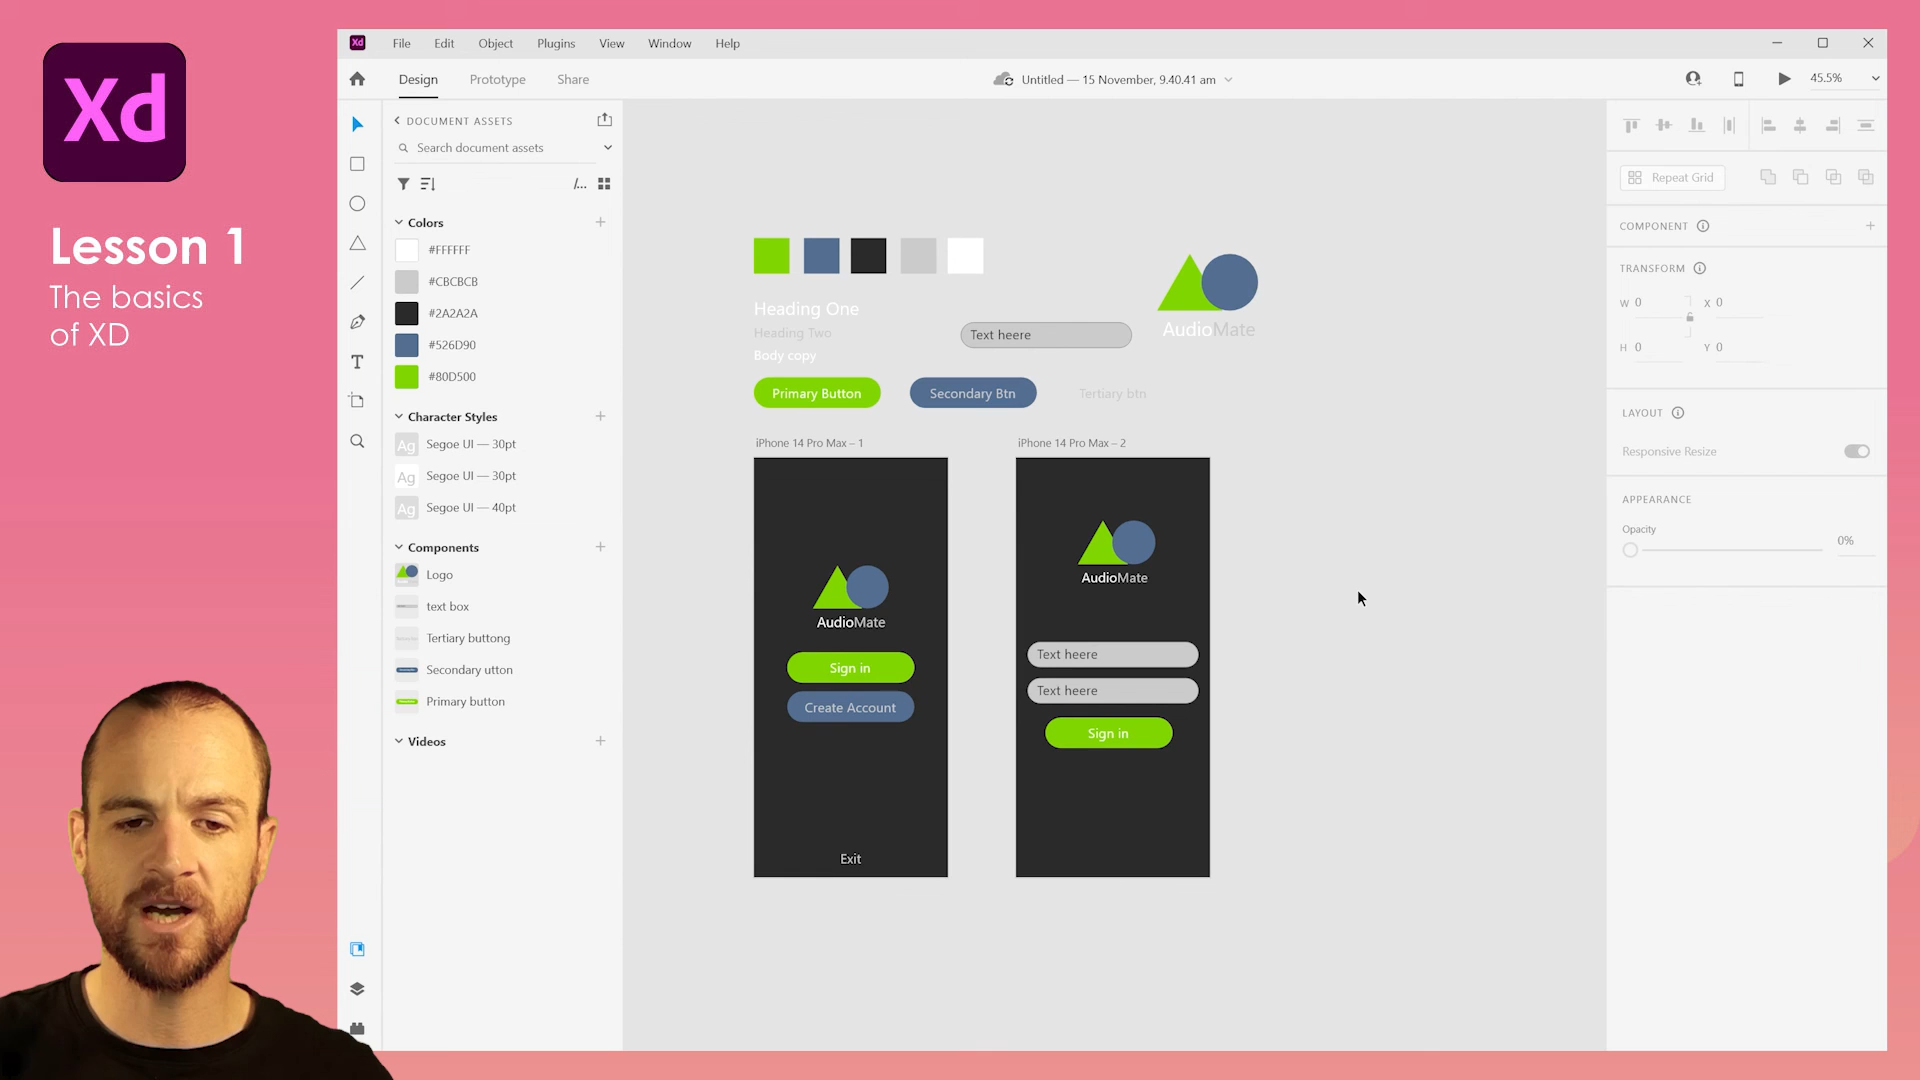 Xd
Lesson 1
The basics
of XD
Xd File Edit Object Plugins View Window Help
Design Prototype Share
Untitled — 15 November, 9.40.41 am
45.5%
DOCUMENT ASSETS
Search document assets
/...
Colors
#FFFFFF
#CBCBCB
#2A2A2A
#526D90
#80D500
Character Styles
Ag Segoe UI — 30pt
Ag Segoe UI — 30pt
Ag Segoe UI — 40pt
Components
Logo
text box
Tertiary buttong
Secondary utton
Primary button
Videos
Heading One
Heading Two
Body copy
Text heere
AudioMate
Primary Button
Secondary Btn
Tertiary btn
iPhone 14 Pro Max – 1
AudioMate
Sign in
Create Account
Exit
iPhone 14 Pro Max – 2
AudioMate
Text heere
Text heere
Sign in
Repeat Grid
COMPONENT
TRANSFORM
W 0 X 0
H 0 Y 0
LAYOUT
Responsive Resize
APPEARANCE
Opacity
0%